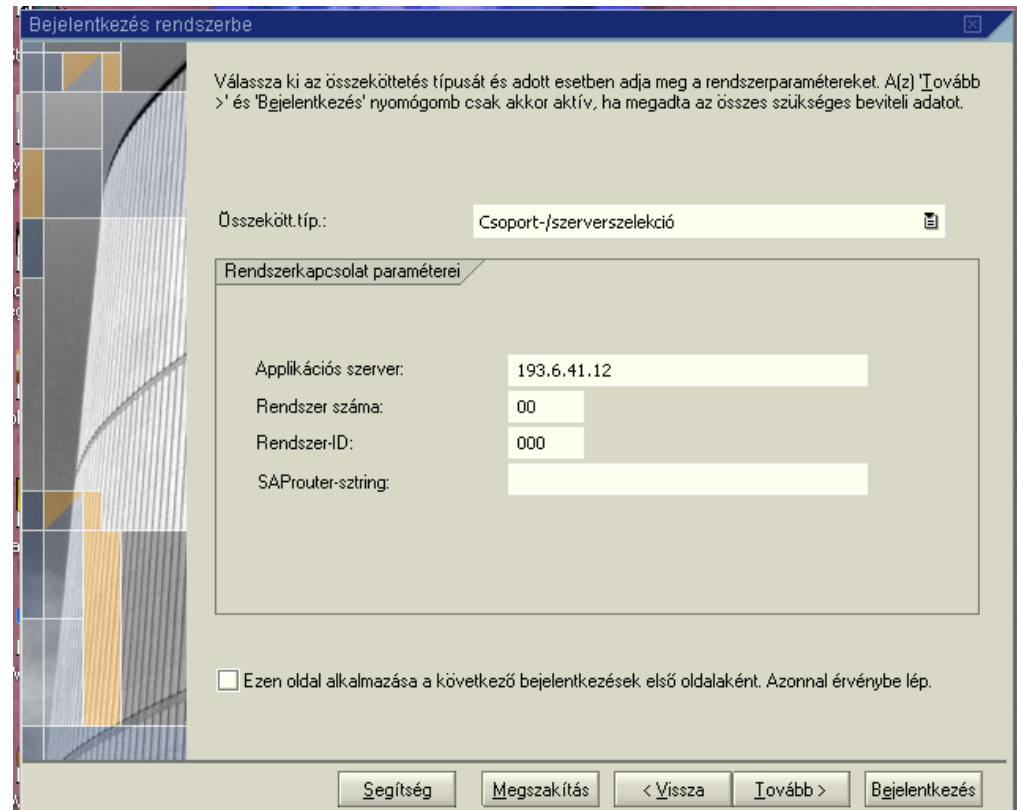 Bejelentkezés rendszerbe
Válassza ki az összeköttetés típusát és adott esetben adja meg a rendszerparamétereket. A(z) 'Tovább
>' és 'Bejelentkezés' nyomógomb csak akkor aktív, ha megadta az összes szükséges beviteli adatot.
Összekött.típ.: Csoport-/szerverszelekció
Rendszerkapcsolat paraméterei
Applikációs szerver: 193.6.41.12
Rendszer száma: 00
Rendszer-ID: 000
SAProuter-sztring:
Ezen oldal alkalmazása a következő bejelentkezések első oldalaként. Azonnal érvénybe lép.
Segítség Megszakítás < Vissza Tovább > Bejelentkezés